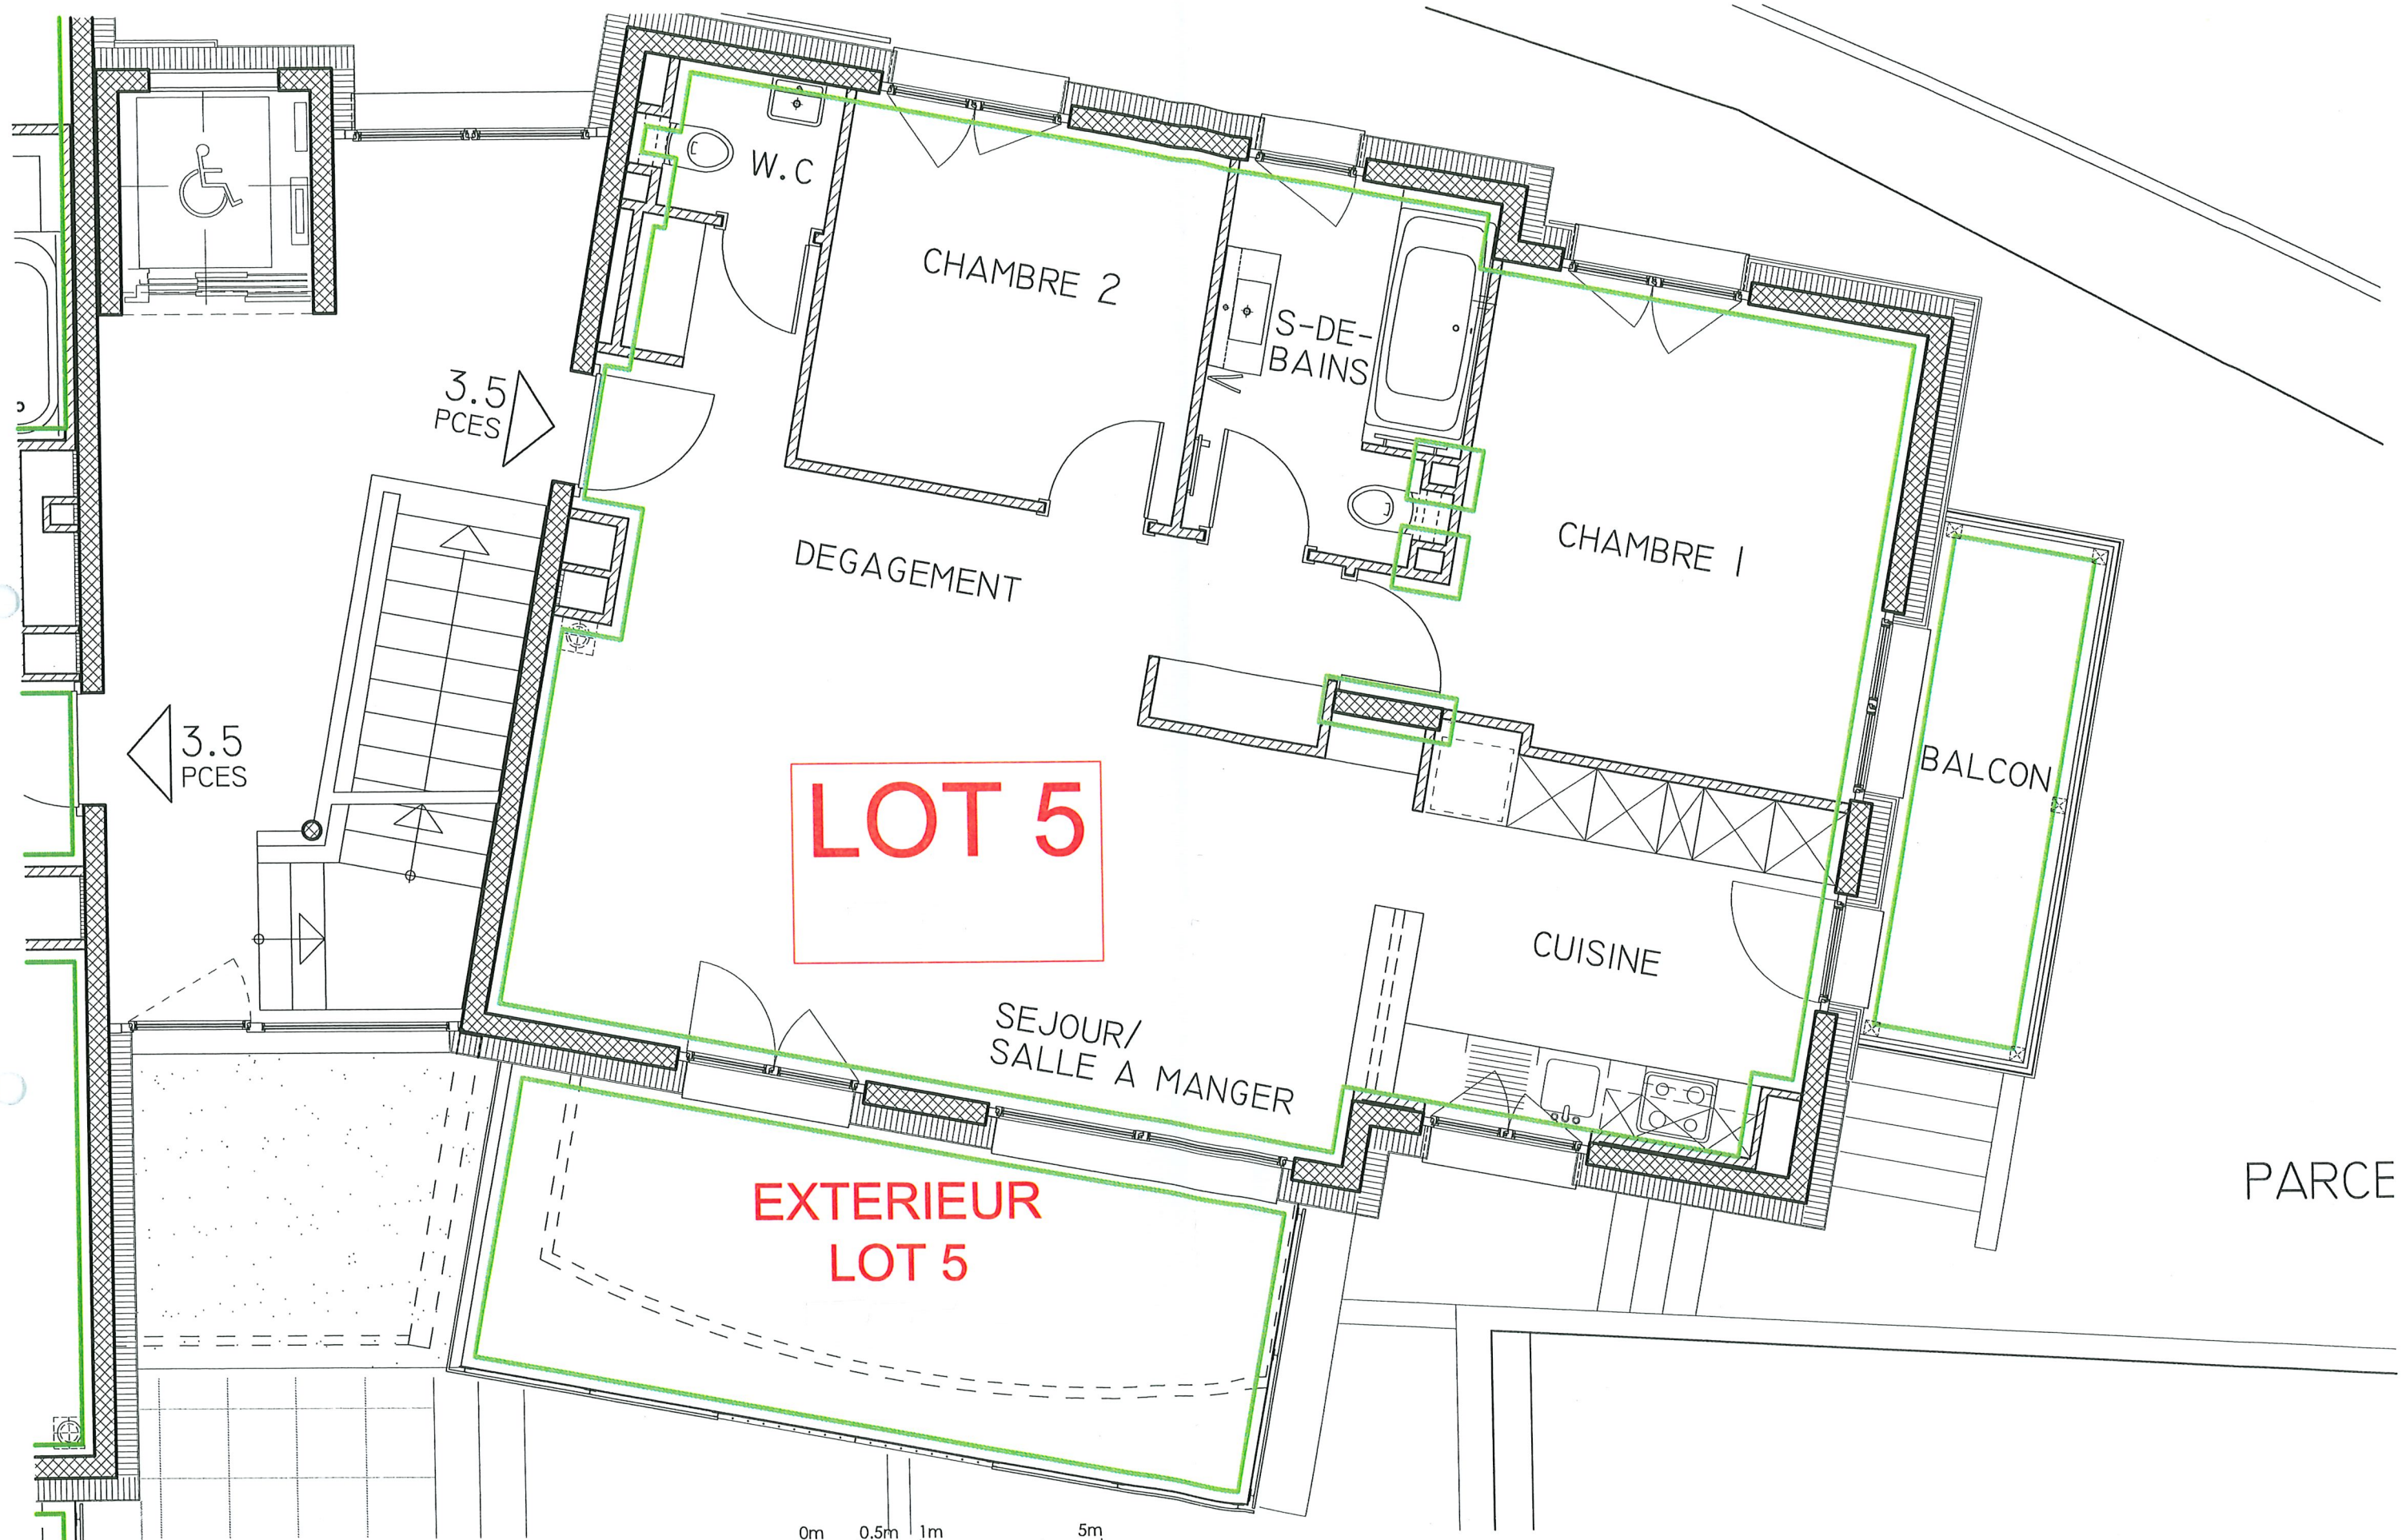 W.C
CHAMBRE 2
S-DE-
BAINS
3.5
PCES
CHAMBRE 1
DEGAGEMENT
3.5
PCES
BALCON
LOT 5
CUISINE
SEJOUR/
SALLE A MANGER
PARCE
EXTERIEUR
LOT 5
0m 0.5m 1m 5m